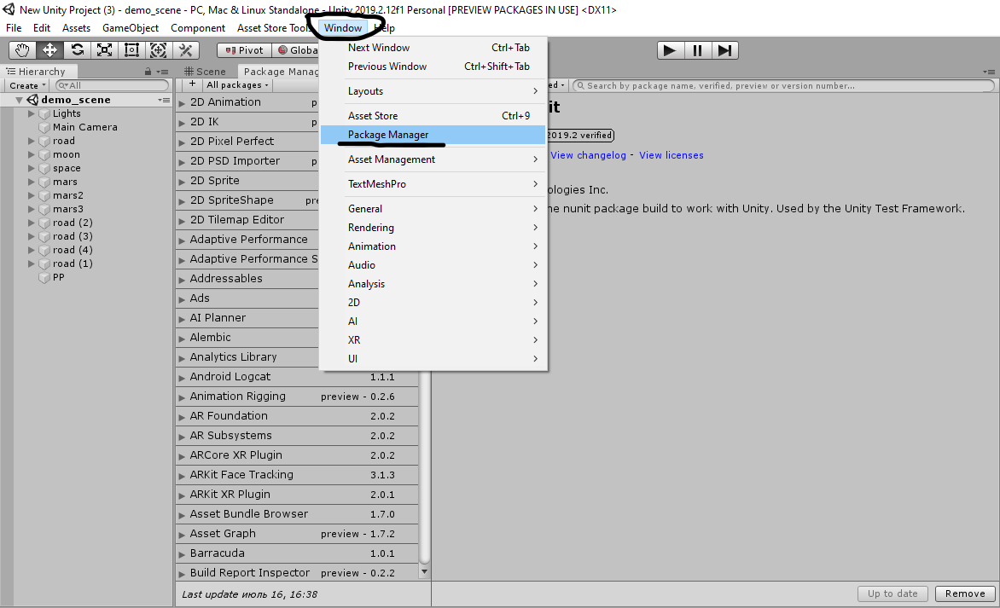 New Unity Project (3) - demo_scene - PC, Mac & Linux Standalone - Unity 2019.2.12f1 Personal [PREVIEW PACKAGES IN USE] <DX11>
File Edit Assets GameObject Component Asset Store Tools Window Help
Pivot Globa
Hierarchy
Create All
demo_scene
Lights
Main Camera
road
moon
space
mars
mars2
mars3
road (2)
road (3)
road (4)
road (1)
PP
Scene Package Manag
+ All packages
2D Animation p
2D IK p
2D Pixel Perfect
2D PSD Importer p
2D Sprite
2D SpriteShape pre
2D Tilemap Editor
Adaptive Performance
Adaptive Performance S
Addressables
Ads
AI Planner
Alembic
Analytics Library
Android Logcat 1.1.1
Animation Rigging preview - 0.2.6
AR Foundation 2.0.2
AR Subsystems 2.0.2
ARCore XR Plugin 2.0.2
ARKit Face Tracking 3.1.3
ARKit XR Plugin 2.0.1
Asset Bundle Browser 1.7.0
Asset Graph preview - 1.7.2
Barracuda 1.0.1
Build Report Inspector preview - 0.2.2
Last update июль 16, 16:38
Next Window Ctrl+Tab
Previous Window Ctrl+Shift+Tab
Layouts
Asset Store Ctrl+9
Package Manager
Asset Management
TextMeshPro
General
Rendering
Animation
Audio
Analysis
2D
AI
XR
UI
ed Search by package name, verified, preview or version number...
it
2019.2 verified
View changelog - View licenses
ologies Inc.
he nunit package build to work with Unity. Used by the Unity Test Framework.
Up to date Remove